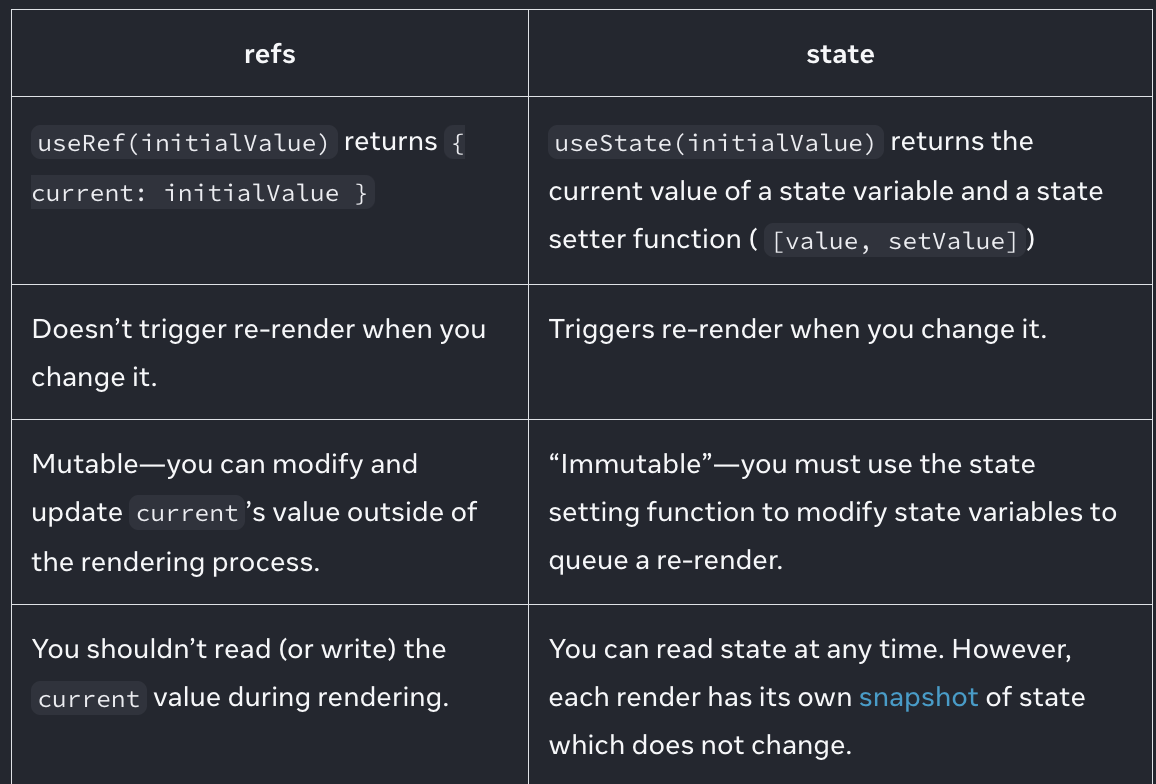 refs
state
useRef(initialValue) returns {
current: initialValue }
useState(initialValue) returns the
current value of a state variable and a state
setter function ( [value, setValue])
Doesn’t trigger re-render when you
change it.
Triggers re-render when you change it.
Mutable—you can modify and
update current’s value outside of
the rendering process.
“Immutable”—you must use the state
setting function to modify state variables to
queue a re-render.
You shouldn’t read (or write) the
current value during rendering.
You can read state at any time. However,
each render has its own snapshot of state
which does not change.